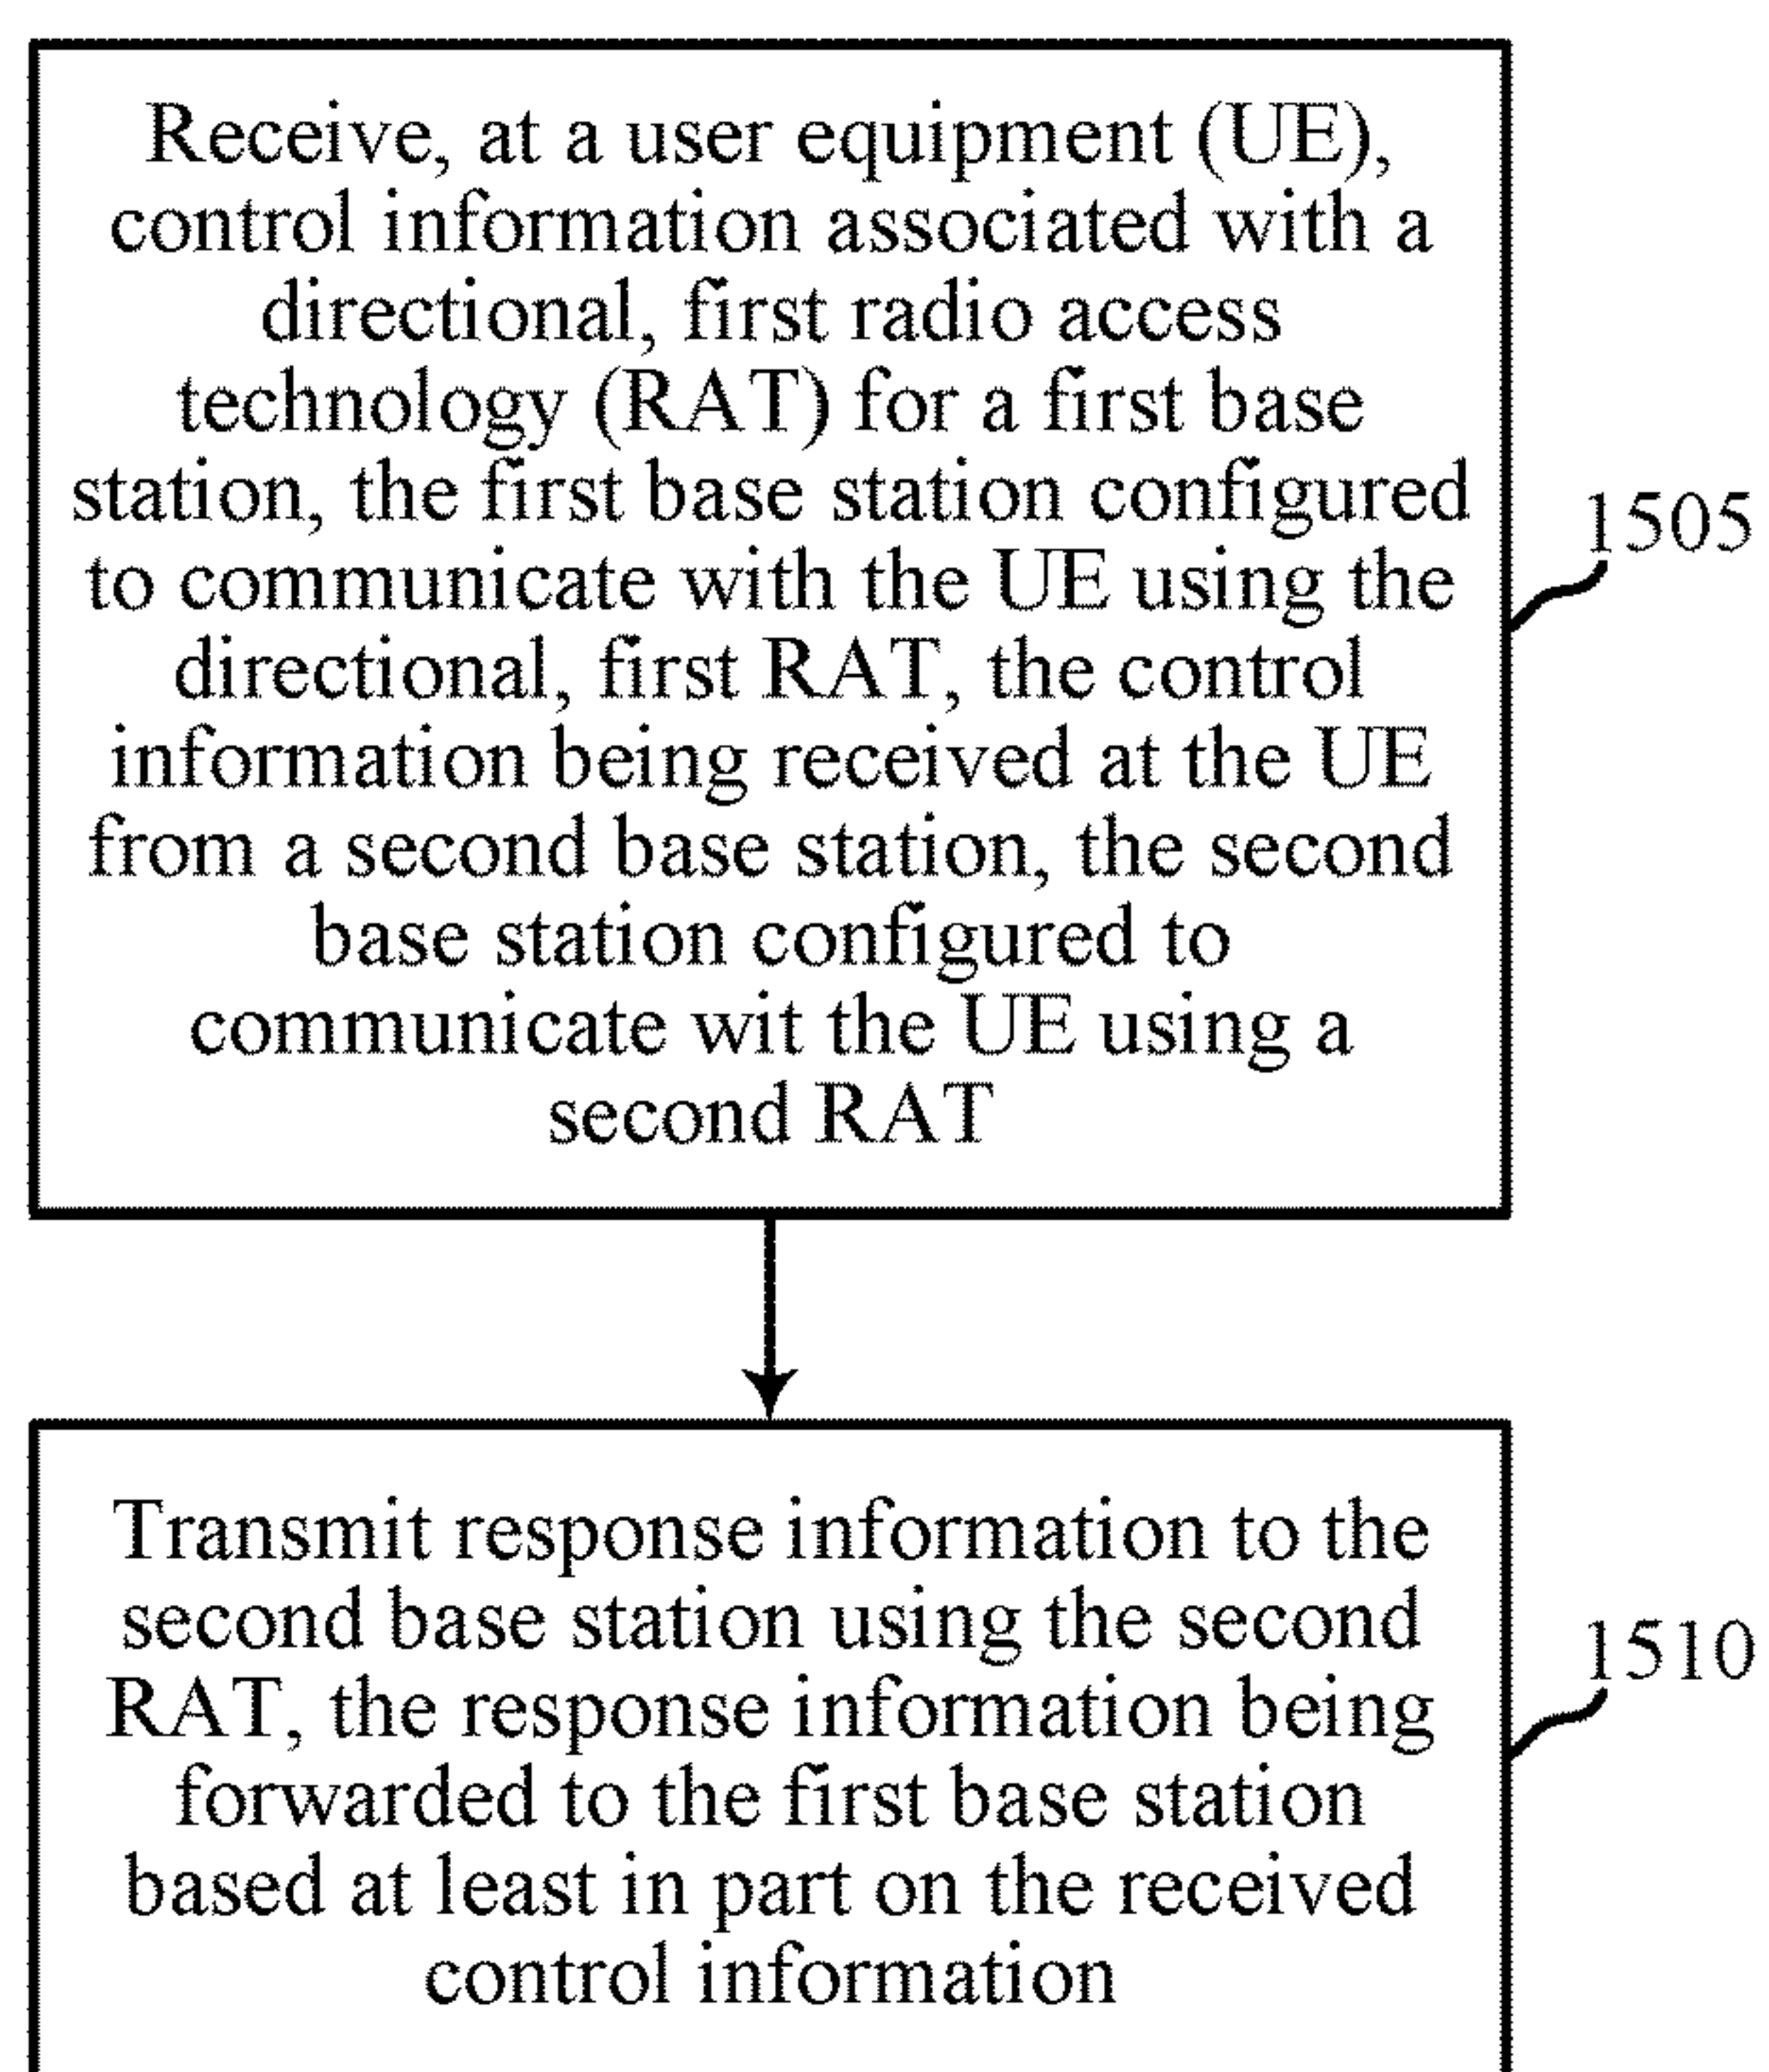 Receive, at a user equipment (UE),
control information associated with a
directional, first radio access
technology (RAT) for a first base
station, the first base station configured
to communicate with the UE using the
directional, first RAT, the control
information being received at the UE
from a second base station, the second
base station configured to
communicate wit the UE using a
second RAT
1505
Transmit response information to the
second base station using the second
RAT, the response information being
forwarded to the first base station
based at least in part on the received
control information
1510